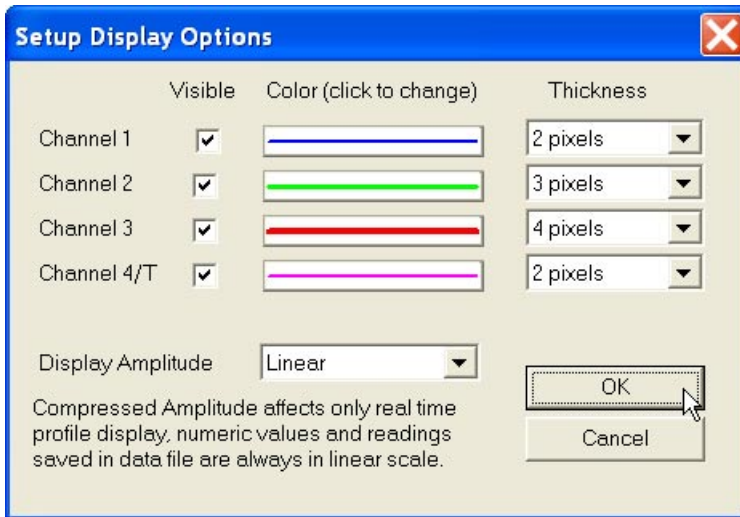 Setup Display Options
Visible Color (click to change) Thickness
Channel 1 2 pixels
Channel 2 3 pixels
Channel 3 4 pixels
Channel 4/T 2 pixels
Display Amplitude Linear
Compressed Amplitude affects only real time
profile display, numeric values and readings
saved in data file are always in linear scale.
OK
Cancel